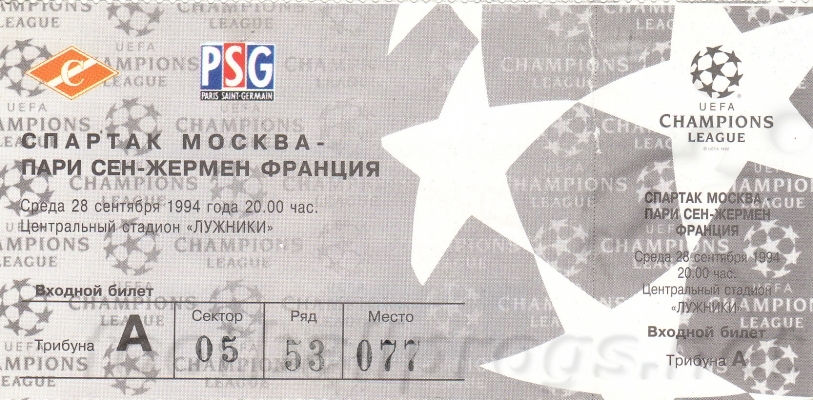 C
UEFA
CHAMPIONS
LEAGUE
PSG
PARIS SAINT-GERMAIN
СПАРТАК МОСКВА -
ПАРИ СЕН-ЖЕРМЕН ФРАНЦИЯ
Среда 28 сентября 1994 года 20.00 час.
Центральный стадион «ЛУЖНИКИ»
Входной билет
Трибуна А
Сектор 05
Ряд 53
Место 077
UEFA
CHAMPIONS
LEAGUE
СПАРТАК МОСКВА
ПАРИ СЕН-ЖЕРМЕН
ФРАНЦИЯ
Среда 28 сентября 1994
20.00 час.
Центральный стадион
«ЛУЖНИКИ»
Входной билет
Трибуна А